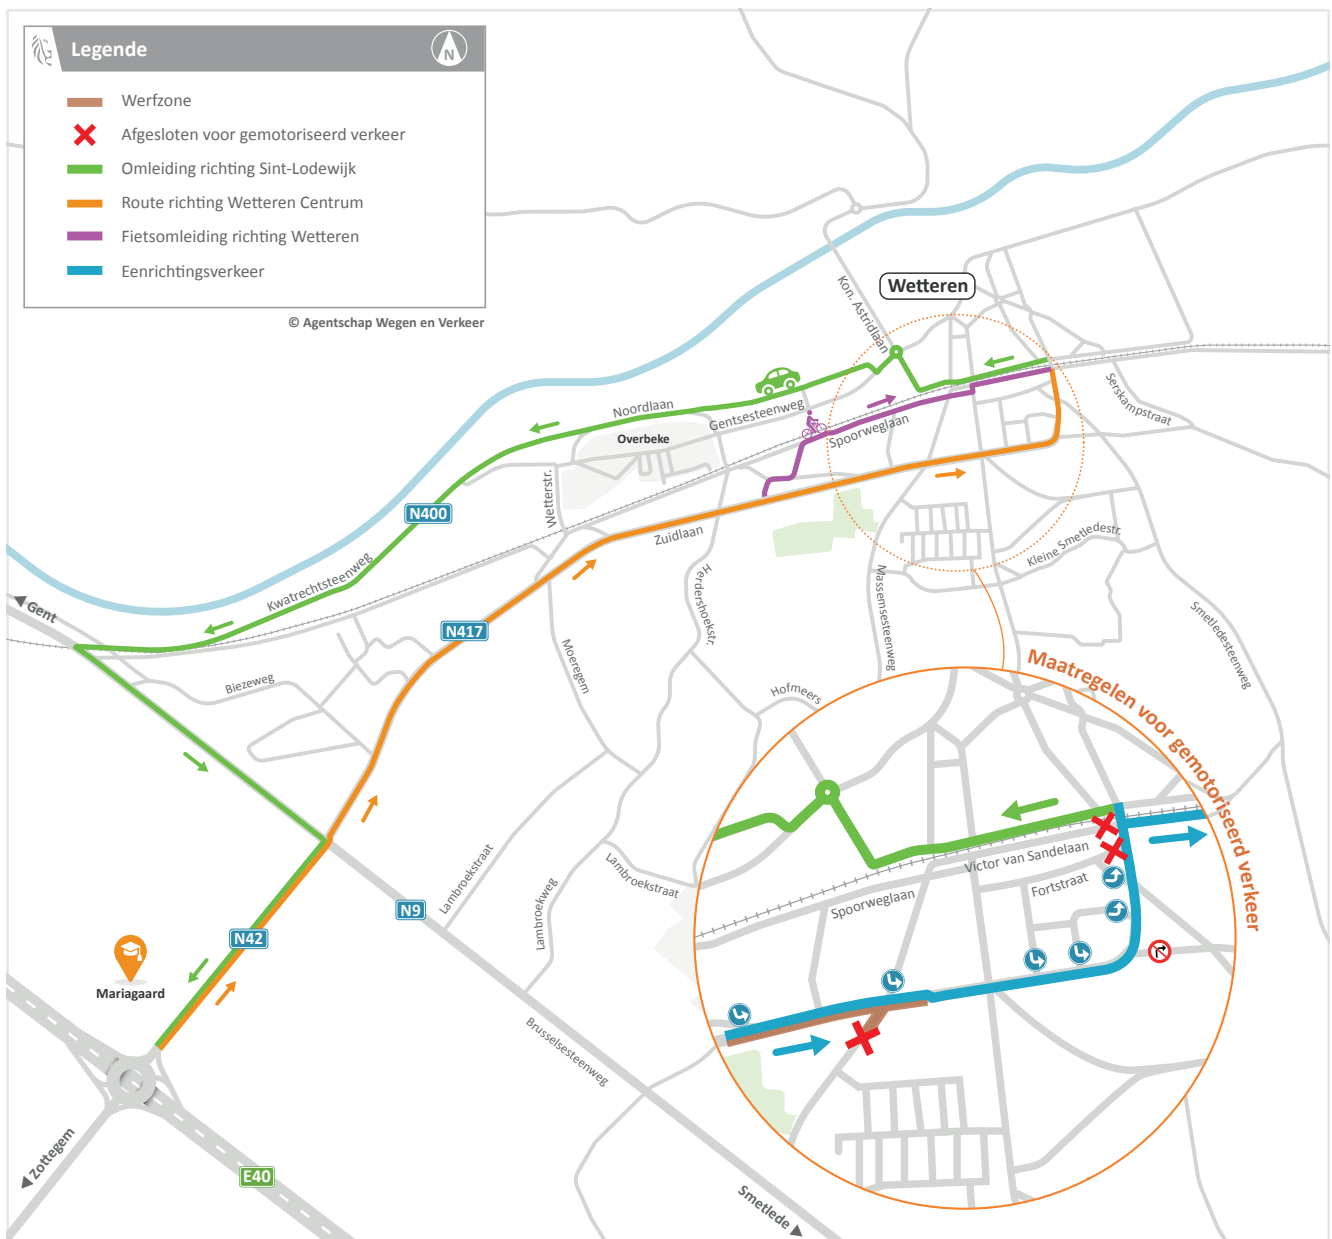 Legende
N
Werfzone
Afgesloten voor gemotoriseerd verkeer
Omleiding richting Sint-Lodewijk
Route richting Wetteren Centrum
Fietsomleiding richting Wetteren
Eenrichtingsverkeer
© Agentschap Wegen en Verkeer
Wetteren
Kon. Astridlaan
Serskampstraat
Noordlaan
Gentsesteenweg
Overbeke
Spoorweglaan
Wetterstr.
N400
Zuidlaan
Kleine Smetledestr.
Kwatrechtsteenweg
Herdershoekstr.
Massemsesteenweg
Gent
N417
Smetledesteenweg
Moeregem
Biezeweg
Hofmeers
Maatregelen voor gemotoriseerd verkeer
Victor van Sandelaan
Fortstraat
Spoorweglaan
Lambroekstraat
Lambroekstraat
Lambroekweg
N9
N42
Mariagaard
Brusselsesteenweg
Zottegem
E40
Smetlede